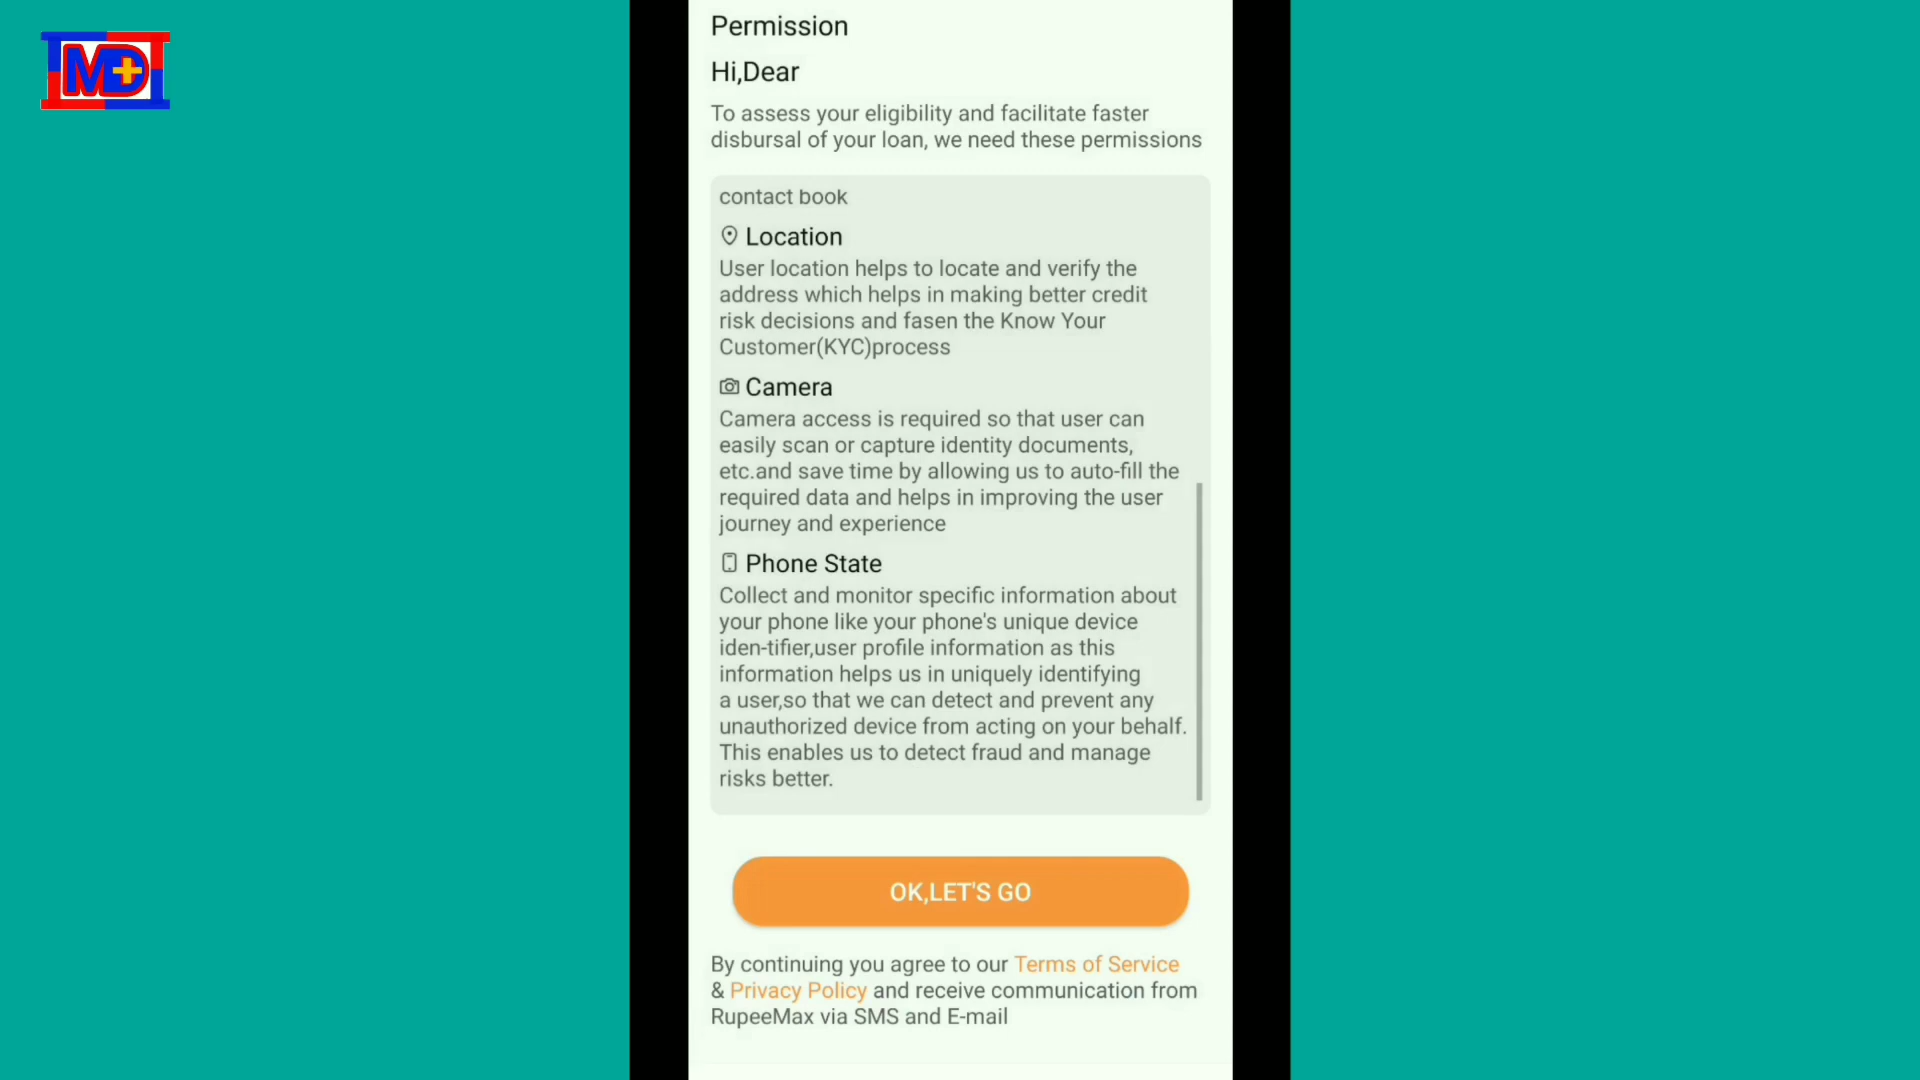 MD+
Permission
Hi,Dear
To assess your eligibility and facilitate faster
disbursal of your loan, we need these permissions
contact book
Location
User location helps to locate and verify the
address which helps in making better credit
risk decisions and fasen the Know Your
Customer(KYC)process
Camera
Camera access is required so that user can
easily scan or capture identity documents,
etc.and save time by allowing us to auto-fill the
required data and helps in improving the user
journey and experience
Phone State
Collect and monitor specific information about
your phone like your phone's unique device
iden-tifier,user profile information as this
information helps us in uniquely identifying
a user,so that we can detect and prevent any
unauthorized device from acting on your behalf.
This enables us to detect fraud and manage
risks better.
OK,LET'S GO
By continuing you agree to our Terms of Service
& Privacy Policy and receive communication from
RupeeMax via SMS and E-mail